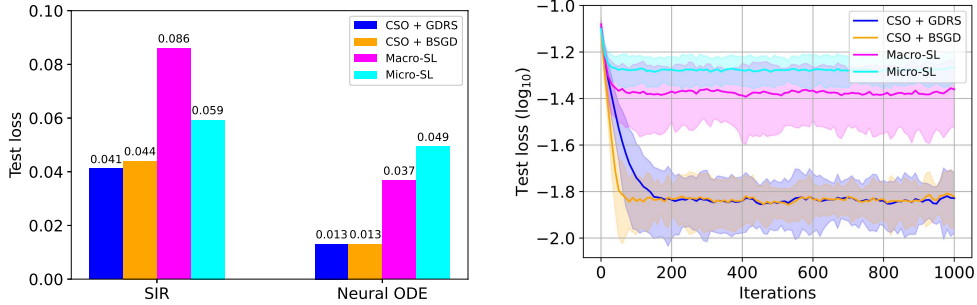 0.10
0.08
0.06
0.04
0.02
0.00
Test loss
0.041
0.044
0.086
0.059
0.013
0.013
0.037
0.049
CSO + GDRS
CSO + BSGD
Macro-SL
Micro-SL
SIR
Neural ODE
−1.0
−1.2
−1.4
−1.6
−1.8
−2.0
Test loss (log10)
CSO + GDRS
CSO + BSGD
Macro-SL
Micro-SL
0
200
400
600
800
1000
Iterations